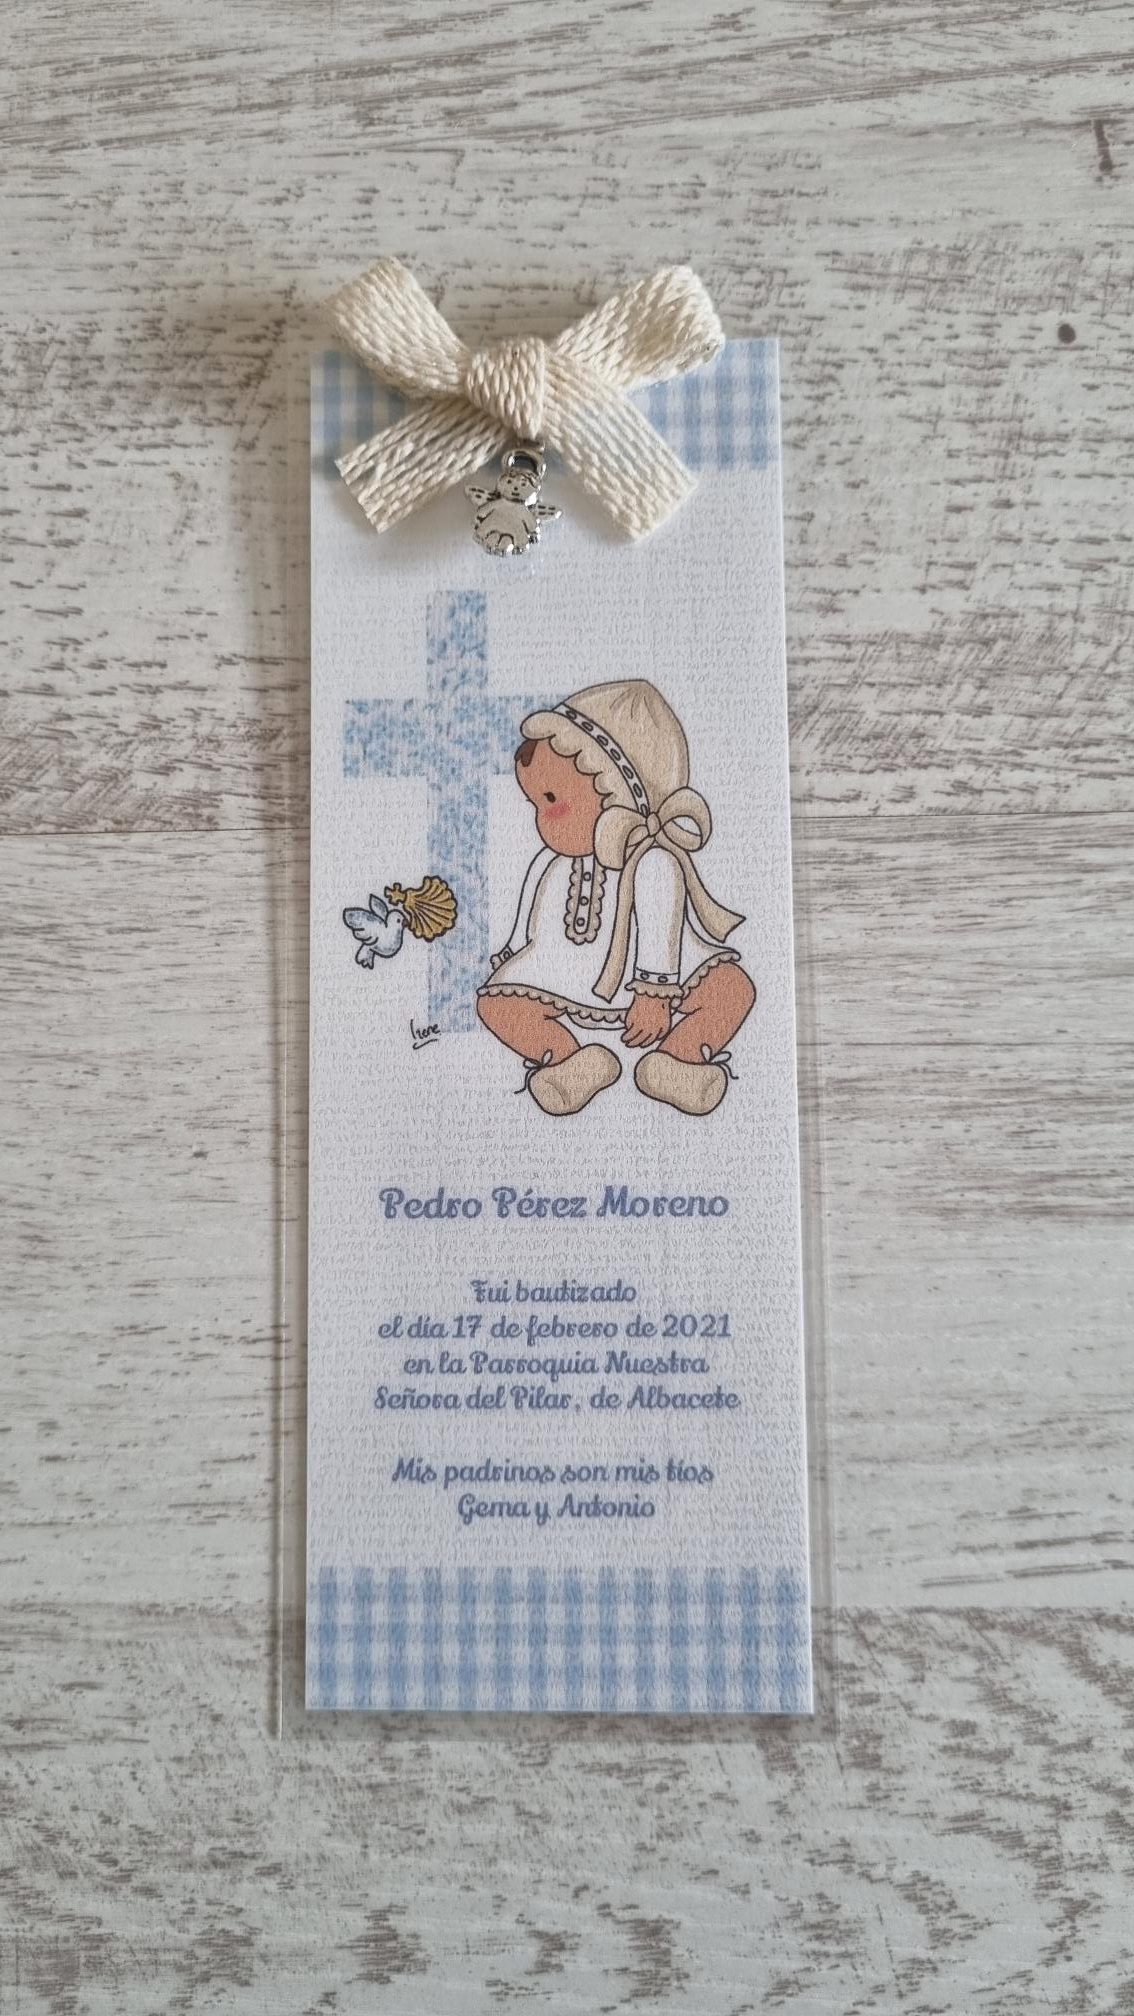 Irene
Pedro Pérez Moreno
Fui bautizado
el día 17 de febrero de 2021
en la Parroquia Nuestra
Señora del Pilar, de Albacete
Mis padrinos son mis tíos
Gema y Antonio